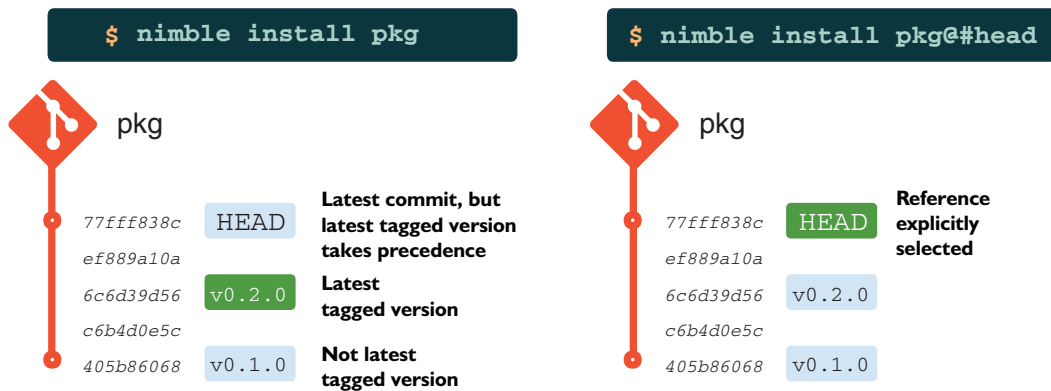 $ nimble install pkg
pkg
77fff838c HEAD
Latest commit, but
latest tagged version
takes precedence
ef889a10a
6c6d39d56 v0.2.0
Latest
tagged version
c6b4d0e5c
405b86068 v0.1.0
Not latest
tagged version
$ nimble install pkg@#head
pkg
77fff838c HEAD
Reference
explicitly
selected
ef889a10a
6c6d39d56 v0.2.0
c6b4d0e5c
405b86068 v0.1.0